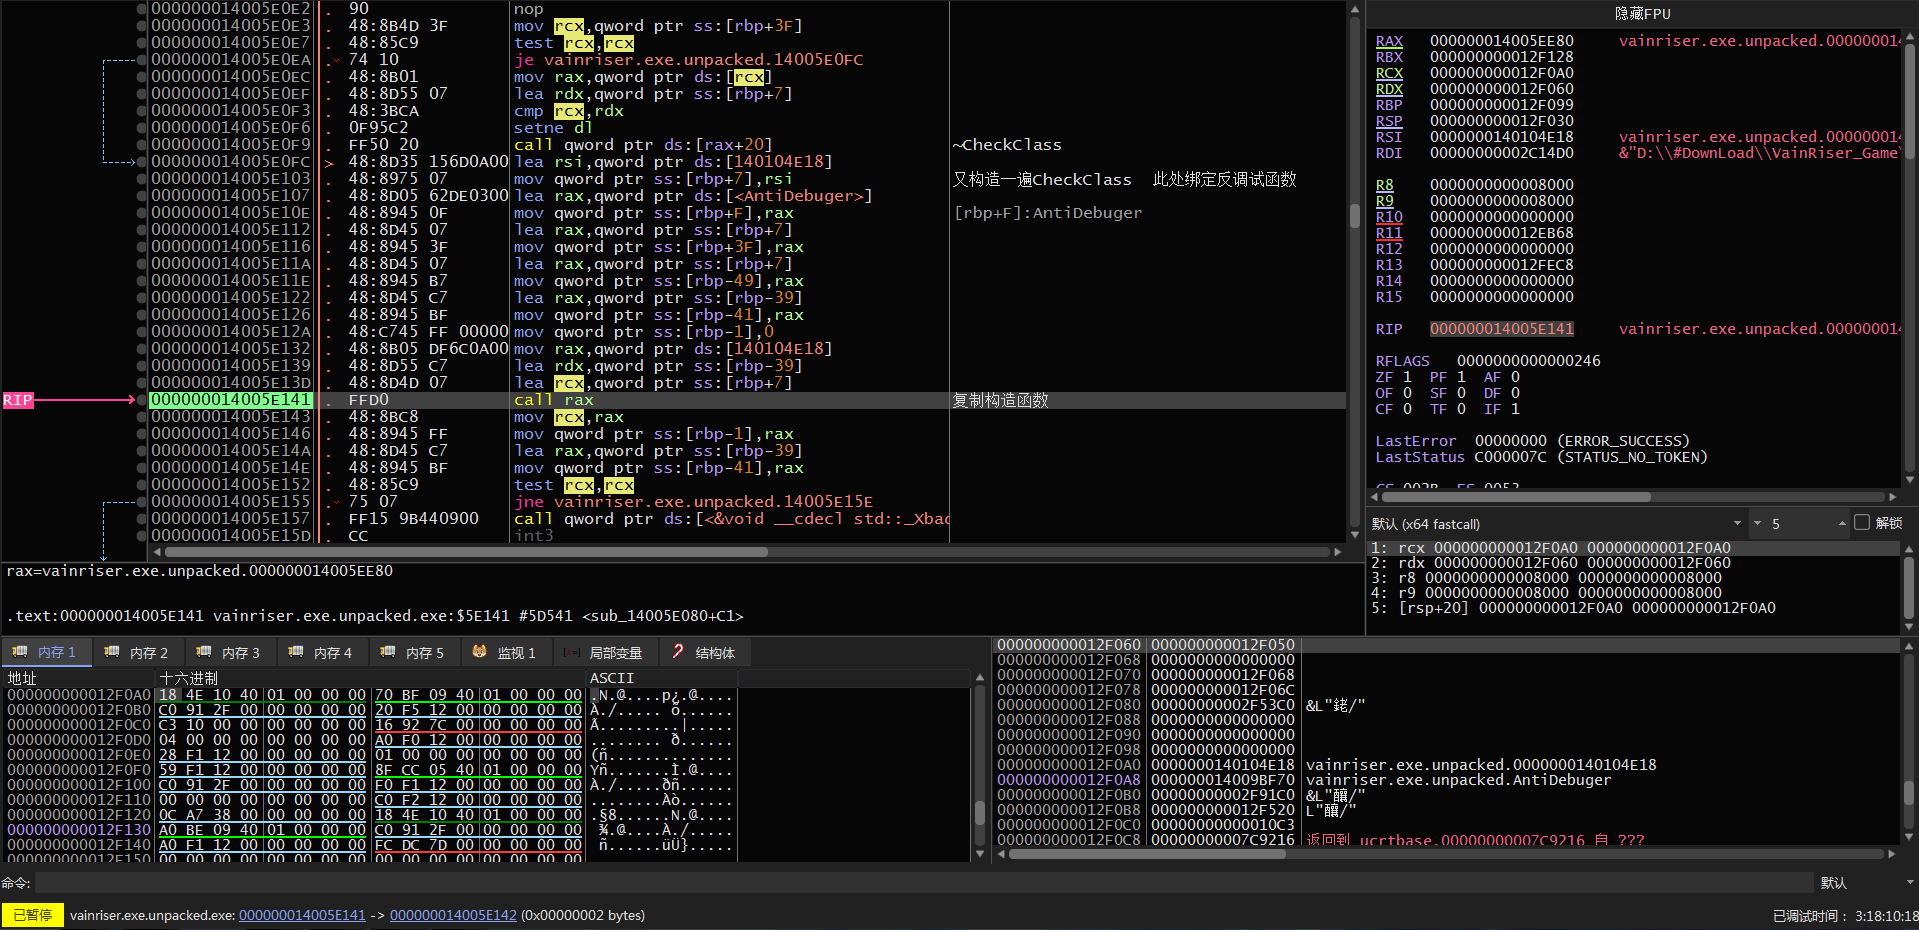 000000014005E0E2 . 90 nop
000000014005E0E3 . 48:8B4D 3F mov rcx,qword ptr ss:[rbp+3F]
000000014005E0E7 . 48:85C9 test rcx,rcx
000000014005E0EA . 74 10 je vainriser.exe.unpacked.14005E0FC
000000014005E0EC . 48:8B01 mov rax,qword ptr ds:[rcx]
000000014005E0EF . 48:8D55 07 lea rdx,qword ptr ss:[rbp+7]
000000014005E0F3 . 48:3BCA cmp rcx,rdx
000000014005E0F6 . 0F95C2 setne dl
000000014005E0F9 . FF50 20 call qword ptr ds:[rax+20] ~CheckClass
000000014005E0FC > 48:8D35 156D0A00 lea rsi,qword ptr ds:[140104E18]
000000014005E103 . 48:8975 07 mov qword ptr ss:[rbp+7],rsi 又构造一遍CheckClass 此处绑定反调试函数
000000014005E107 . 48:8D05 62DE0300 lea rax,qword ptr ds:[<AntiDebuger>]
000000014005E10E . 48:8945 0F mov qword ptr ss:[rbp+F],rax [rbp+F]:AntiDebuger
000000014005E112 . 48:8D45 07 lea rax,qword ptr ss:[rbp+7]
000000014005E116 . 48:8945 3F mov qword ptr ss:[rbp+3F],rax
000000014005E11A . 48:8D45 07 lea rax,qword ptr ss:[rbp+7]
000000014005E11E . 48:8945 B7 mov qword ptr ss:[rbp-49],rax
000000014005E122 . 48:8D45 C7 lea rax,qword ptr ss:[rbp-39]
000000014005E126 . 48:8945 BF mov qword ptr ss:[rbp-41],rax
000000014005E12A . 48:C745 FF 00000 mov qword ptr ss:[rbp-1],0
000000014005E132 . 48:8B05 DF6C0A00 mov rax,qword ptr ds:[140104E18]
000000014005E139 . 48:8D55 C7 lea rdx,qword ptr ss:[rbp-39]
000000014005E13D . 48:8D4D 07 lea rcx,qword ptr ss:[rbp+7]
RIP 000000014005E141 . FFD0 call rax 复制构造函数
000000014005E143 . 48:8BC8 mov rcx,rax
000000014005E146 . 48:8945 FF mov qword ptr ss:[rbp-1],rax
000000014005E14A . 48:8D45 C7 lea rax,qword ptr ss:[rbp-39]
000000014005E14E . 48:8945 BF mov qword ptr ss:[rbp-41],rax
000000014005E152 . 48:85C9 test rcx,rcx
000000014005E155 . 75 07 jne vainriser.exe.unpacked.14005E15E
000000014005E157 . FF15 9B440900 call qword ptr ds:[<&void __cdecl std::_Xbad
000000014005E15D . CC int3
隐藏FPU
RAX 000000014005EE80 vainriser.exe.unpacked.000000014
RBX 000000000012F128
RCX 000000000012F0A0
RDX 000000000012F060
RBP 000000000012F099
RSP 000000000012F030
RSI 0000000140104E18 vainriser.exe.unpacked.000000014
RDI 0000000002C14D0 &"D:\\#DownLoad\\VainRiser_Game\
R8 0000000000008000
R9 0000000000008000
R10 0000000000000000
R11 000000000012EB68
R12 0000000000000000
R13 000000000012FEC8
R14 0000000000000000
R15 0000000000000000
RIP 000000014005E141 vainriser.exe.unpacked.000000014
RFLAGS 0000000000000246
ZF 1 PF 1 AF 0
OF 0 SF 0 DF 0
CF 0 TF 0 IF 1
LastError 00000000 (ERROR_SUCCESS)
LastStatus C000007C (STATUS_NO_TOKEN)
GS 002B FS 0053
默认 (x64 fastcall) 5 解锁
1: rcx 000000000012F0A0 000000000012F0A0
2: rdx 000000000012F060 000000000012F060
3: r8 0000000000008000 0000000000008000
4: r9 0000000000008000 0000000000008000
5: [rsp+20] 000000000012F0A0 000000000012F0A0
rax=vainriser.exe.unpacked.000000014005EE80
.text:000000014005E141 vainriser.exe.unpacked.exe:$5E141 #5D541 <sub_14005E080+C1>
内存 1 内存 2 内存 3 内存 4 内存 5 监视 1 局部变量 结构体
地址 十六进制 ASCII
000000000012F0A0 18 4E 10 40 01 00 00 00 70 BF 09 40 01 00 00 00 .N.@....p¿.@....
000000000012F0B0 C0 91 2F 00 00 00 00 00 20 F5 12 00 00 00 00 00 À./..... õ......
000000000012F0C0 C3 10 00 00 00 00 00 00 16 92 7C 00 00 00 00 00 Ã.........|.....
000000000012F0D0 04 00 00 00 00 00 00 00 A0 F0 12 00 00 00 00 00 ........ ð......
000000000012F0E0 28 F1 12 00 00 00 00 00 01 00 00 00 00 00 00 00 (ñ..............
000000000012F0F0 59 F1 12 00 00 00 00 00 8F CC 05 40 01 00 00 00 Yñ.......Ì.@....
000000000012F100 C0 91 2F 00 00 00 00 00 F0 F1 12 00 00 00 00 00 À./.....ðñ......
000000000012F110 00 00 00 00 00 00 00 00 C0 F2 12 00 00 00 00 00 ........Àò......
000000000012F120 0C A7 38 00 00 00 00 00 18 4E 10 40 01 00 00 00 .§8......N.@....
000000000012F130 A0 BE 09 40 01 00 00 00 C0 91 2F 00 00 00 00 00 ¾.@....À./.....
000000000012F140 A0 F1 12 00 00 00 00 00 FC DC 7D 00 00 00 00 00 ñ......üÜ}.....
000000000012F150 00 00 00 00 00 00 00 00 00 00 00 00 00 00 00 00
000000000012F060 000000000012F050
000000000012F068 0000000000000000
000000000012F070 000000000012F068
000000000012F078 000000000012F06C
000000000012F080 00000000002F53C0 &L"銠/"
000000000012F088 0000000000000000
000000000012F090 0000000000000000
000000000012F098 0000000000000000
000000000012F0A0 0000000140104E18 vainriser.exe.unpacked.0000000140104E18
000000000012F0A8 000000014009BF70 vainriser.exe.unpacked.AntiDebuger
000000000012F0B0 00000000002F91C0
000000000012F0B8 000000000012F520
000000000012F0C0 00000000000010C3
000000000012F0C8 00000000007C9216 返回到 ucrtbase.00000000007C9216 自 ???
命令: 默认
已暂停 vainriser.exe.unpacked.exe: 000000014005E141 -> 000000014005E142 (0x00000002 bytes) 已调试时间： 3:18:10:18